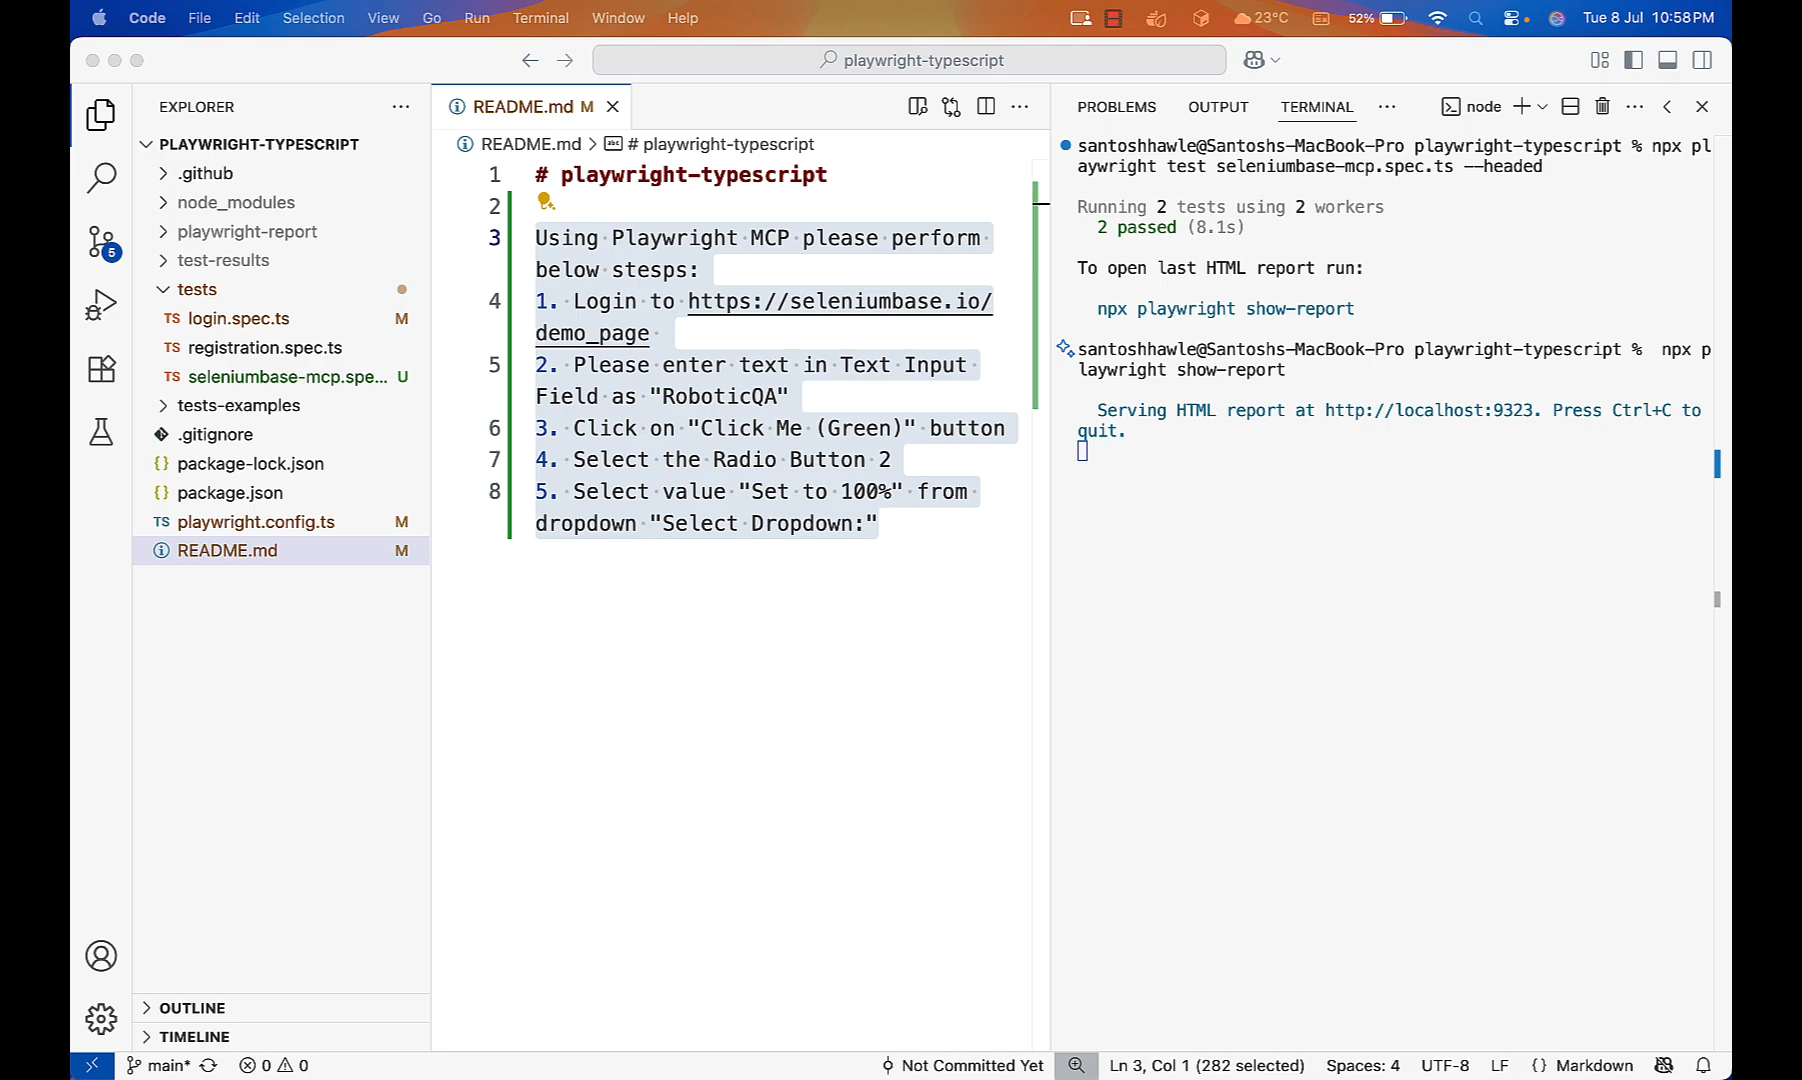 Code File Edit Selection View Go Run Terminal Window Help 23°C 52% Tue 8 Jul 10:58 PM
playwright-typescript
EXPLORER
PLAYWRIGHT-TYPESCRIPT
.github
node_modules
playwright-report
test-results
tests
TS login.spec.ts M
TS registration.spec.ts
TS seleniumbase-mcp.spe... U
tests-examples
.gitignore
{} package-lock.json
{} package.json
TS playwright.config.ts M
README.md M
5
OUTLINE
TIMELINE
README.md M
README.md > # playwright-typescript
1 # playwright-typescript
2
3 Using Playwright MCP please perform
below stesps:
4 1. Login to https://seleniumbase.io/
demo_page
5 2. Please enter text in Text Input
Field as "RoboticQA"
6 3. Click on "Click Me (Green)" button
7 4. Select the Radio Button 2
8 5. Select value "Set to 100%" from
dropdown "Select Dropdown:"
PROBLEMS OUTPUT TERMINAL node
santoshhawle@Santoshs-MacBook-Pro playwright-typescript % npx pl
aywright test seleniumbase-mcp.spec.ts --headed
Running 2 tests using 2 workers
2 passed (8.1s)
To open last HTML report run:
npx playwright show-report
santoshhawle@Santoshs-MacBook-Pro playwright-typescript % npx p
laywright show-report
Serving HTML report at http://localhost:9323. Press Ctrl+C to
quit.
main* 0 0 Not Committed Yet Ln 3, Col 1 (282 selected) Spaces: 4 UTF-8 LF {} Markdown